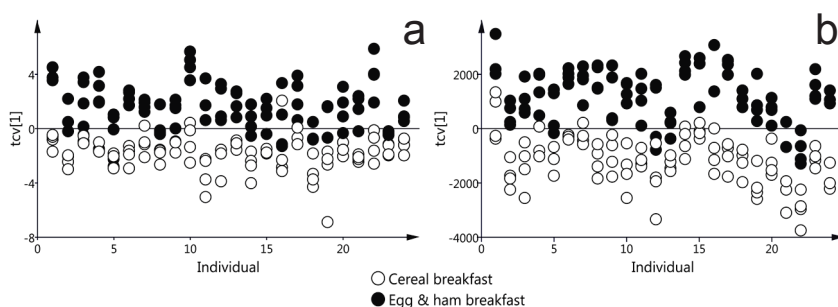 a
b
tcv[1]
4
0
-4
-8
0
5
10
15
20
Individual
tcv[1]
2000
0
-2000
-4000
0
5
10
15
20
Individual
Cereal breakfast
Egg & ham breakfast